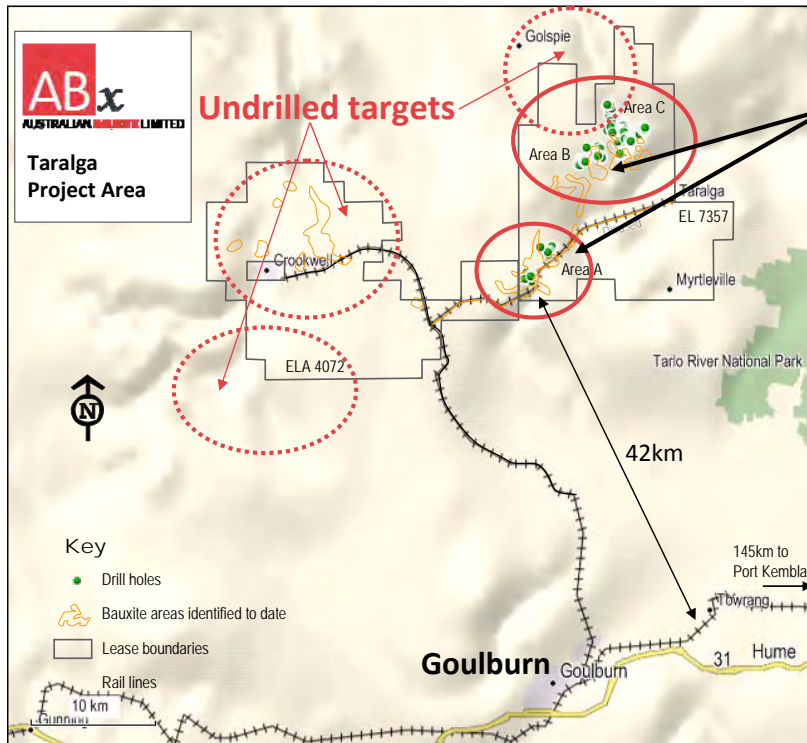 ABx
AUSTRALIAN BAUXITE LIMITED
Taralga
Project Area
Undrilled targets
Golspie
Area C
Area B
Taralga
EL 7357
Crookwell
Area A
Myrtleville
Tarlo River National Park
ELA 4072
N
42km
Key
Drill holes
Bauxite areas identified to date
Lease boundaries
Rail lines
10 km
Gunning
145km to
Port Kembla
Towrang
Goulburn
Goulburn
31
Hume